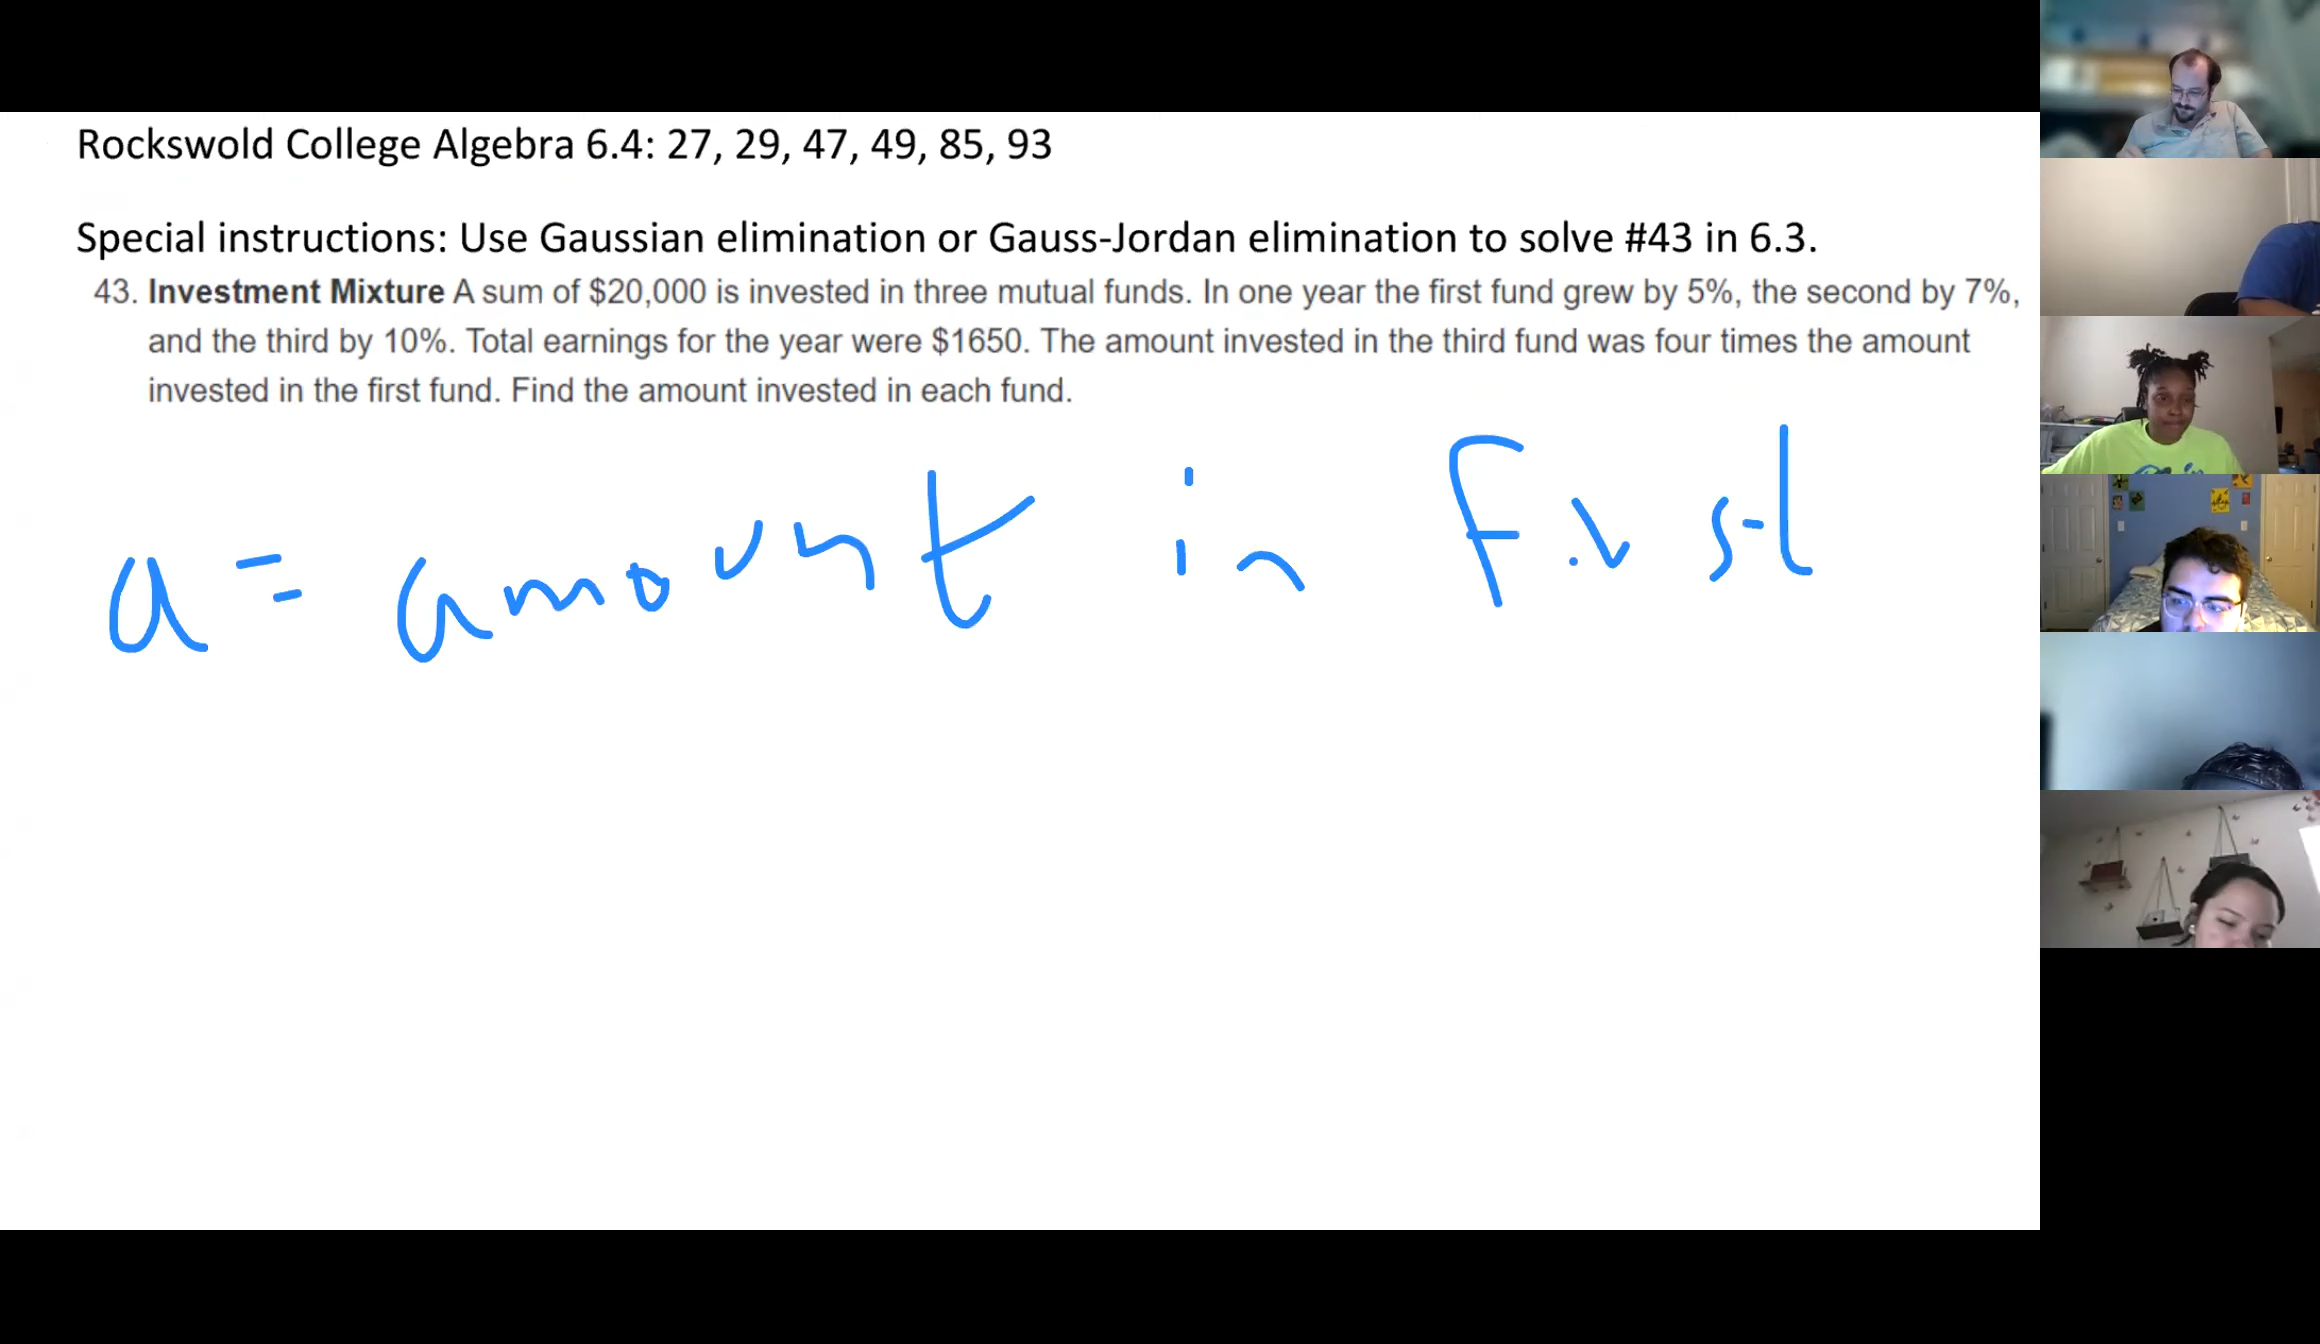 Rockswold College Algebra 6.4: 27, 29, 47, 49, 85, 93
Special instructions: Use Gaussian elimination or Gauss-Jordan elimination to solve #43 in 6.3.
43. Investment Mixture A sum of $20,000 is invested in three mutual funds. In one year the first fund grew by 5%, the second by 7%,
and the third by 10%. Total earnings for the year were $1650. The amount invested in the third fund was four times the amount
invested in the first fund. Find the amount invested in each fund.
a = amount in First